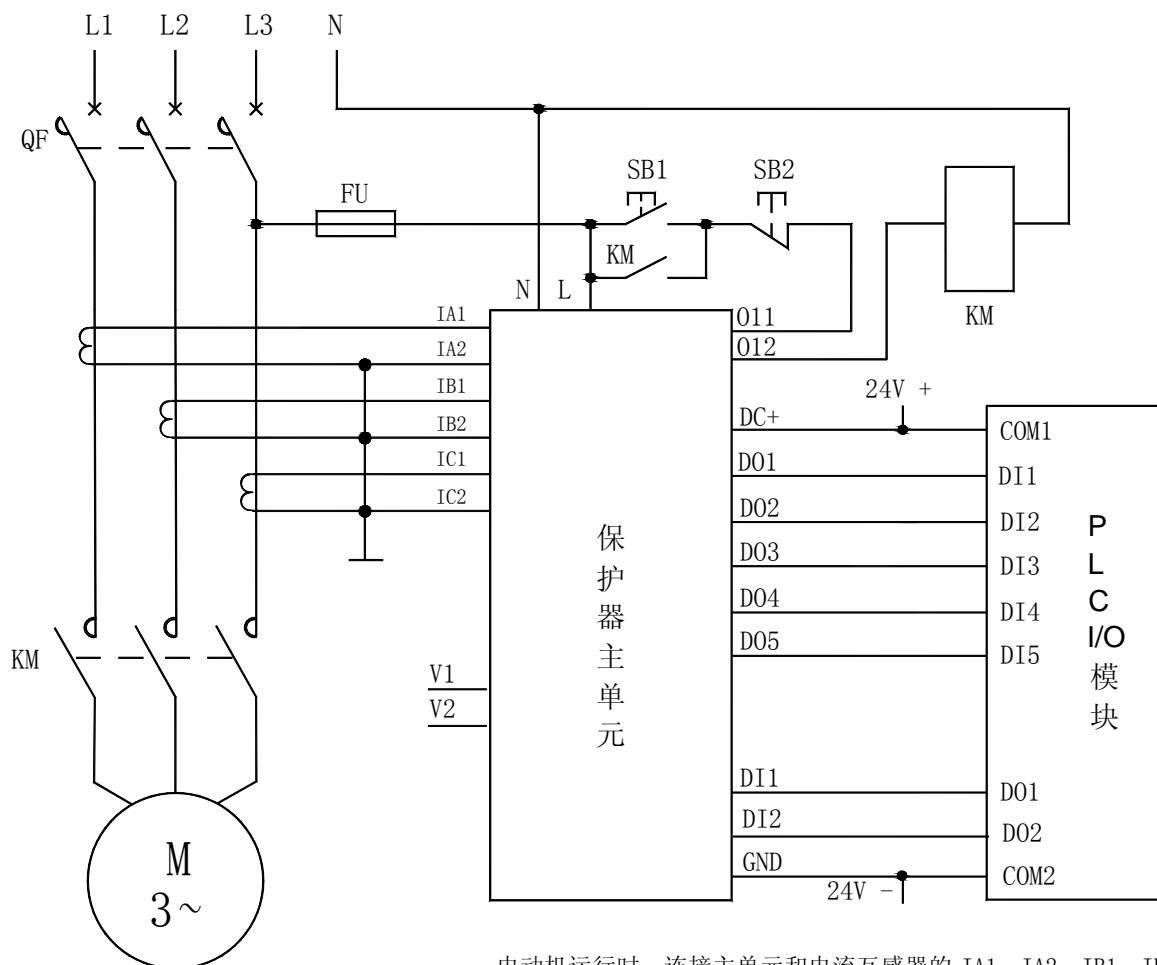 L1 L2 L3 N
QF
FU
SB1 SB2
KM
N L
KM
IA1
IA2
IB1
IB2
IC1
IC2
O11
O12
24V +
DC+
DO1
DO2
DO3
DO4
DO5
COM1
DI1
DI2
DI3
DI4
DI5
保护器主单元
PLC I/O模块
KM
V1
V2
DI1
DI2
GND
24V -
DO1
DO2
COM2
M
3~